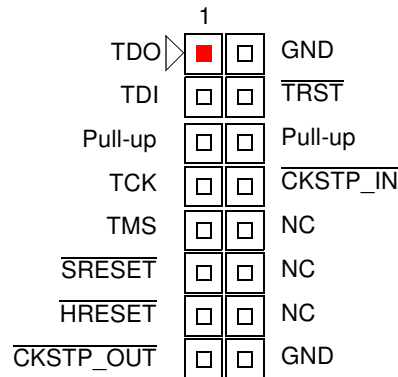 1
TDO GND
TDI TRST
Pull-up Pull-up
TCK CKSTP_IN
TMS NC
SRESET NC
HRESET NC
CKSTP_OUT GND